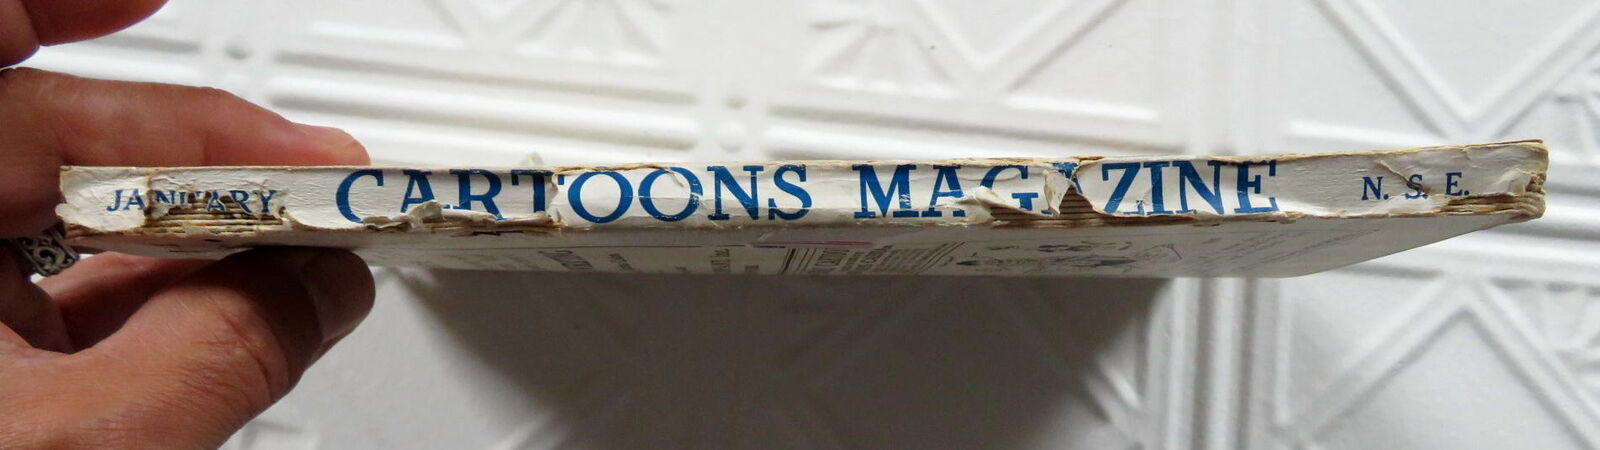 JANUARY. CARTOONS MAGAZINE N. S. E.